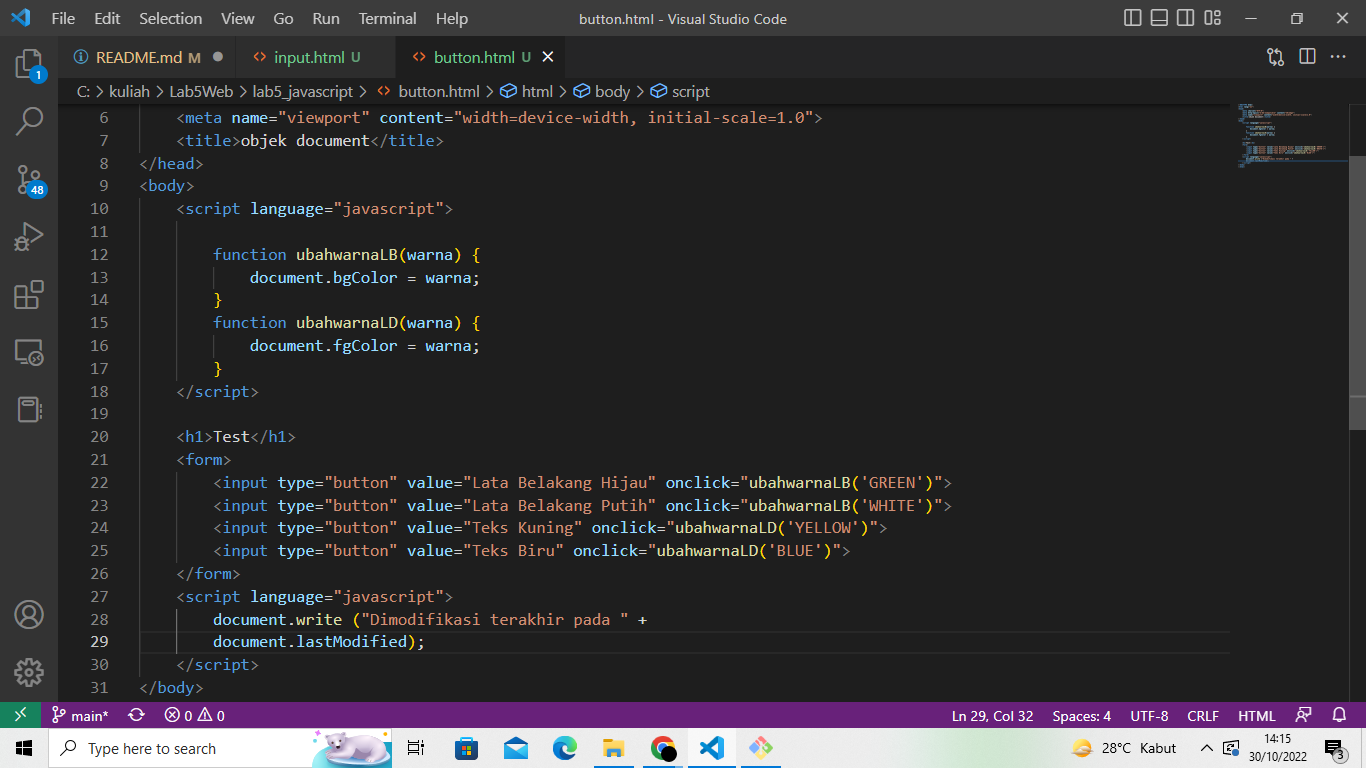 File Edit Selection View Go Run Terminal Help button.html - Visual Studio Code
README.md M input.html U button.html U
C: > kuliah > Lab5Web > lab5_javascript > button.html > html > body > script
6 <meta name="viewport" content="width=device-width, initial-scale=1.0">
7 <title>objek document</title>
8 </head>
9 <body>
10 <script language="javascript">
11
12 function ubahwarnaLB(warna) {
13 document.bgColor = warna;
14 }
15 function ubahwarnaLD(warna) {
16 document.fgColor = warna;
17 }
18 </script>
19
20 <h1>Test</h1>
21 <form>
22 <input type="button" value="Lata Belakang Hijau" onclick="ubahwarnaLB('GREEN')">
23 <input type="button" value="Lata Belakang Putih" onclick="ubahwarnaLB('WHITE')">
24 <input type="button" value="Teks Kuning" onclick="ubahwarnaLD('YELLOW')">
25 <input type="button" value="Teks Biru" onclick="ubahwarnaLD('BLUE')">
26 </form>
27 <script language="javascript">
28 document.write ("Dimodifikasi terakhir pada " +
29 document.lastModified);
30 </script>
31 </body>
1
48
main* 0 0 Ln 29, Col 32 Spaces: 4 UTF-8 CRLF HTML
Type here to search 28°C Kabut 14:15
30/10/2022 3